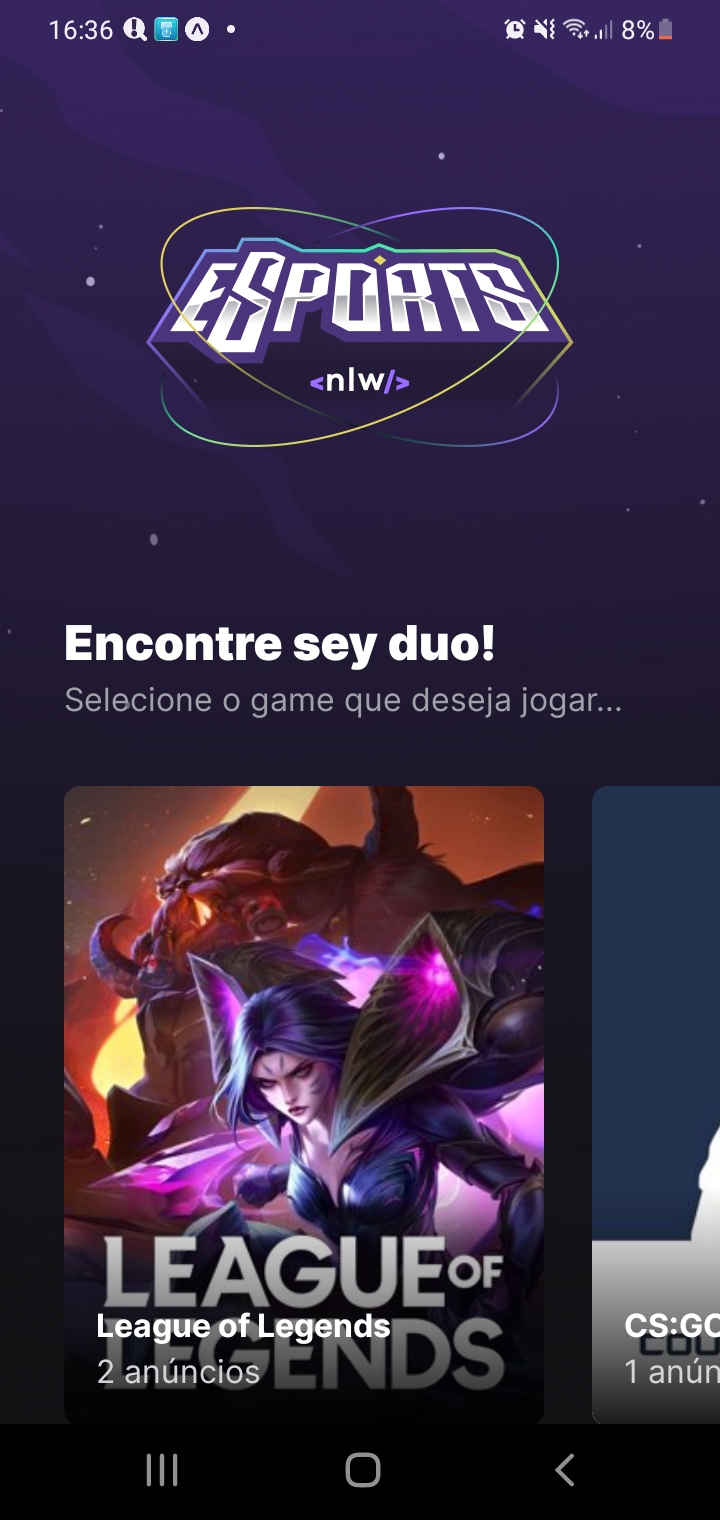 16:36
8%
ESPORTS
<nlw/>
Encontre sey duo!
Selecione o game que deseja jogar...
LEAGUE OF
League of Legends
LEGENDS
2 anúncios
CS:GO
COU
1 anún